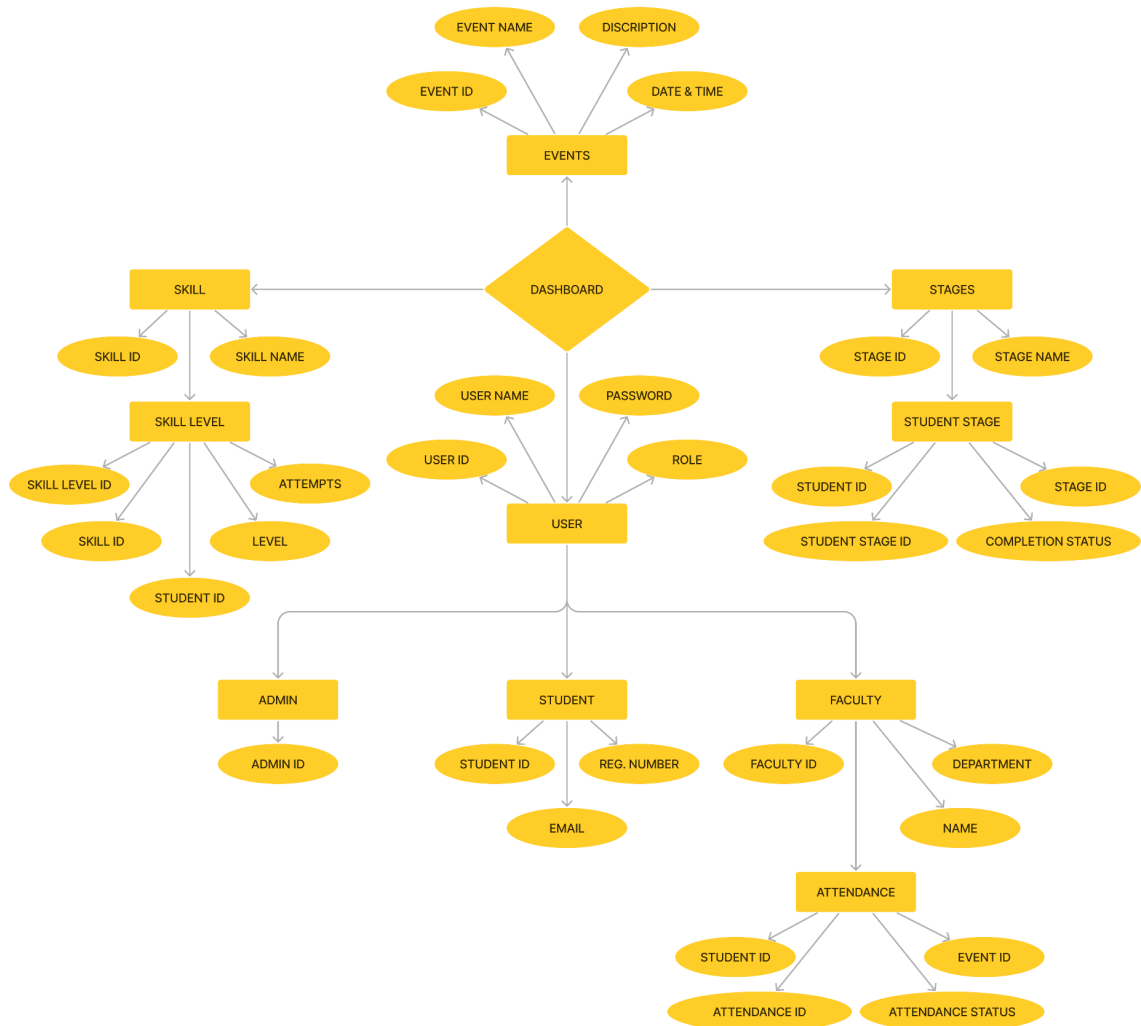 EVENT NAME
DISCRIPTION
EVENT ID
DATE & TIME
EVENTS
SKILL
DASHBOARD
STAGES
SKILL ID
SKILL NAME
STAGE ID
STAGE NAME
USER NAME
PASSWORD
SKILL LEVEL
STUDENT STAGE
USER ID
ROLE
SKILL LEVEL ID
ATTEMPTS
STUDENT ID
STAGE ID
USER
SKILL ID
LEVEL
STUDENT STAGE ID
COMPLETION STATUS
STUDENT ID
ADMIN
STUDENT
FACULTY
ADMIN ID
STUDENT ID
REG. NUMBER
FACULTY ID
DEPARTMENT
EMAIL
NAME
ATTENDANCE
STUDENT ID
EVENT ID
ATTENDANCE ID
ATTENDANCE STATUS